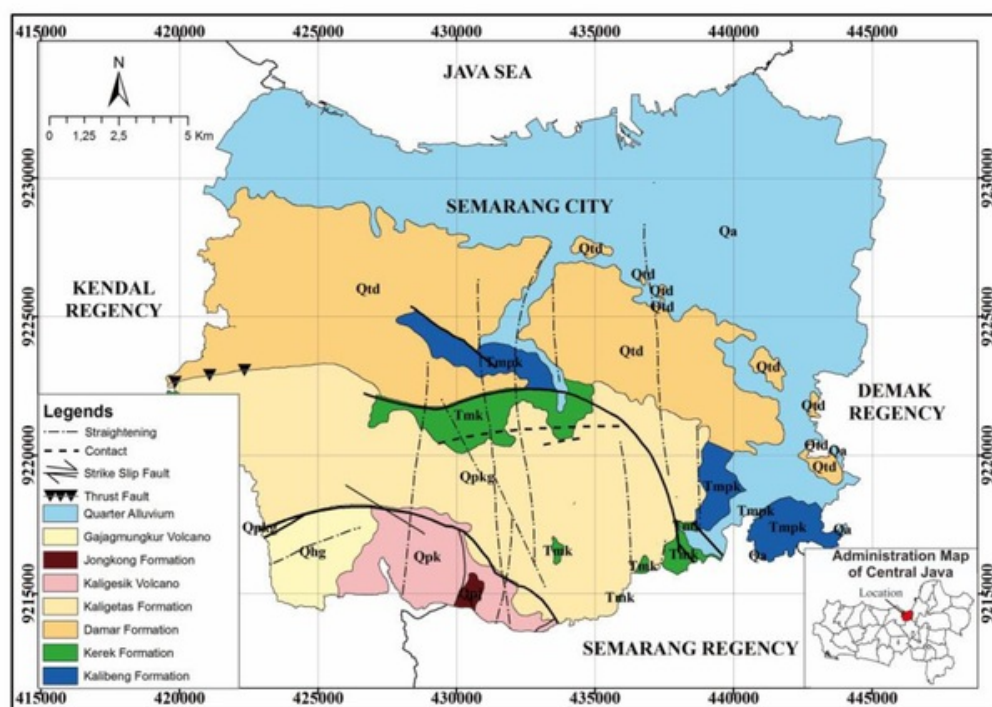 415000 420000 425000 430000 435000 440000 445000
N
0 1,25 2,5 5 Km
JAVA SEA
9230000
9230000
SEMARANG CITY
Qa
Qtd
KENDAL
REGENCY
Qtd
Qtd
Qtd
Qtd
9225000
9225000
Qtd
Tmpk
Qtd
DEMAK
REGENCY
Qtd
Tmk
Qtd
Qa
9220000
9220000
Qtd
Qpkg
Tmpk
Tmpk
Tmpk
Qa
Tmk
Qhg
Qpk
Tmk
Tmk
Qa
Tmk
Tmk
9215000
9215000
SEMARANG REGENCY
Legends
Straightening
Contact
Strike Slip Fault
Thrust Fault
Quarter Alluvium
Gajagmungkur Volcano
Jongkong Formation
Kaligesik Volcano
Kaligetas Formation
Damar Formation
Kerek Formation
Kalibeng Formation
Administration Map
of Central Java
Location
415000 420000 425000 430000 435000 440000 445000